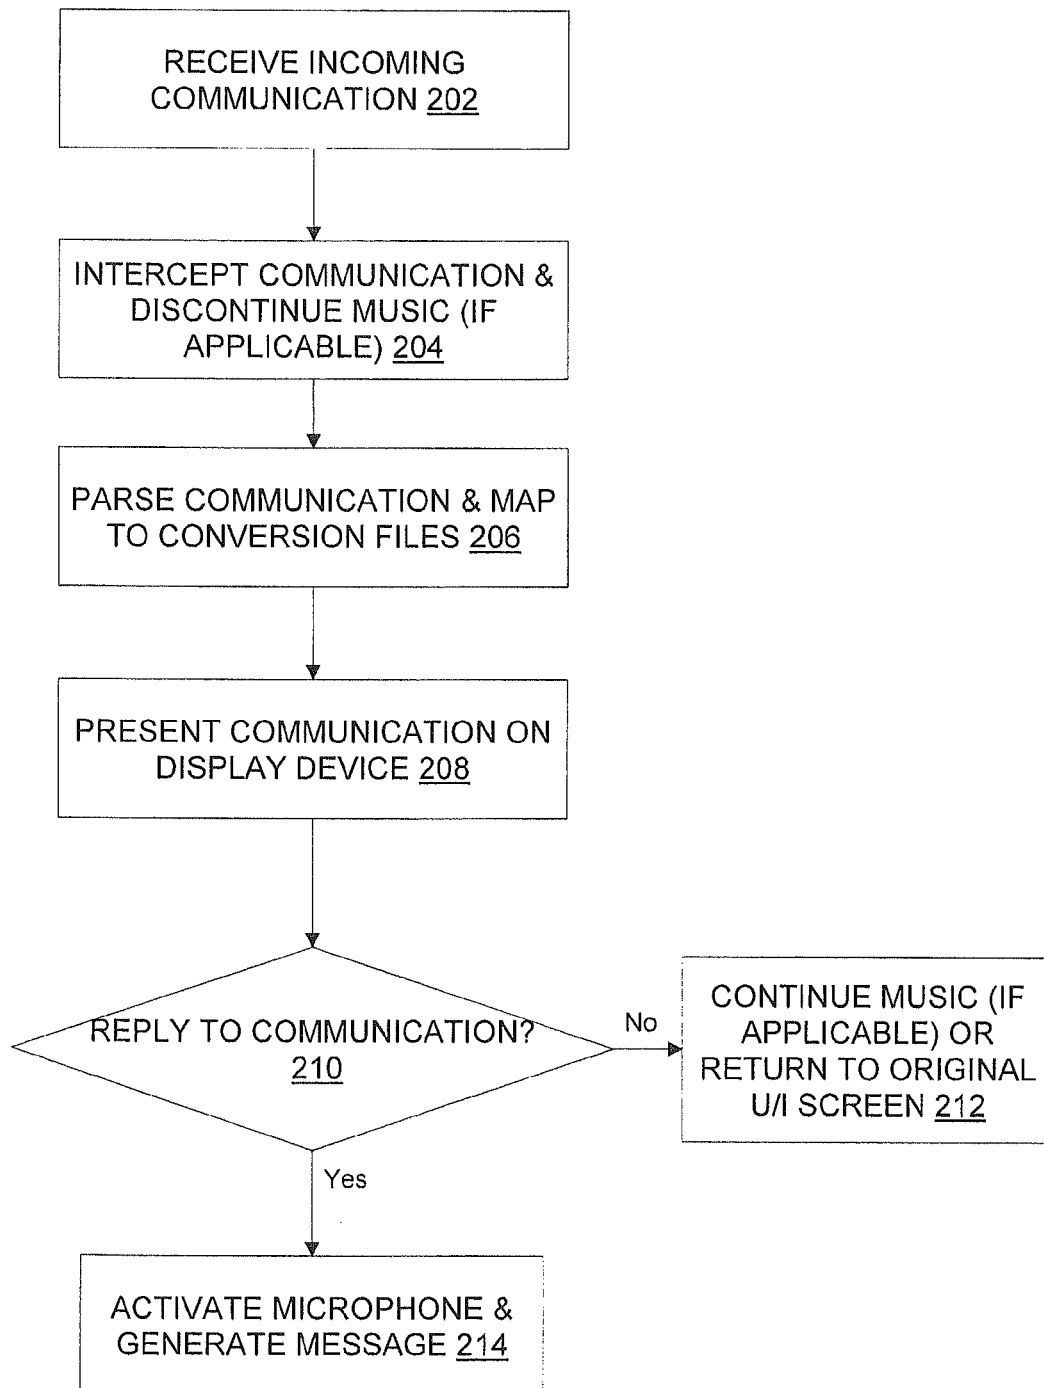 RECEIVE INCOMING
COMMUNICATION 202
INTERCEPT COMMUNICATION &
DISCONTINUE MUSIC (IF
APPLICABLE) 204
PARSE COMMUNICATION & MAP
TO CONVERSION FILES 206
PRESENT COMMUNICATION ON
DISPLAY DEVICE 208
REPLY TO COMMUNICATION?
210
No
CONTINUE MUSIC (IF
APPLICABLE) OR
RETURN TO ORIGINAL
U/I SCREEN 212
Yes
ACTIVATE MICROPHONE &
GENERATE MESSAGE 214